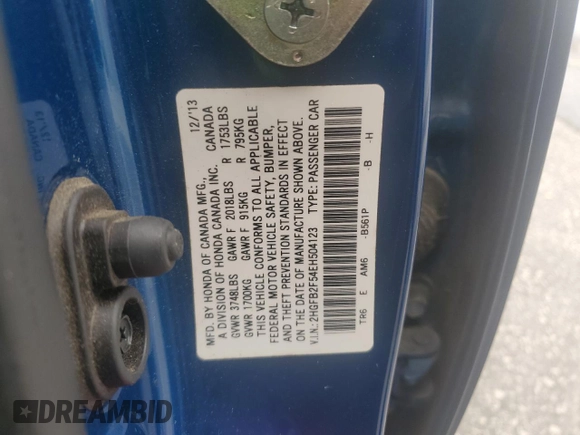 MFD. BY HONDA OF CANADA MFG., 12/'13
A DIVISION OF HONDA CANADA INC. CANADA
GVWR 3748LBS GAWR F 2018LBS R 1753LBS
GVWR 1700KG GAWR F 915KG R 795KG
THIS VEHICLE CONFORMS TO ALL APPLICABLE
FEDERAL MOTOR VEHICLE SAFETY, BUMPER,
AND THEFT PREVENTION STANDARDS IN EFFECT
ON THE DATE OF MANUFACTURE SHOWN ABOVE.
V.I.N.: 2HGFB2F54EH504123 TYPE: PASSENGER CAR
TR6 E AM6 -B561P -B -H
DREAMBID